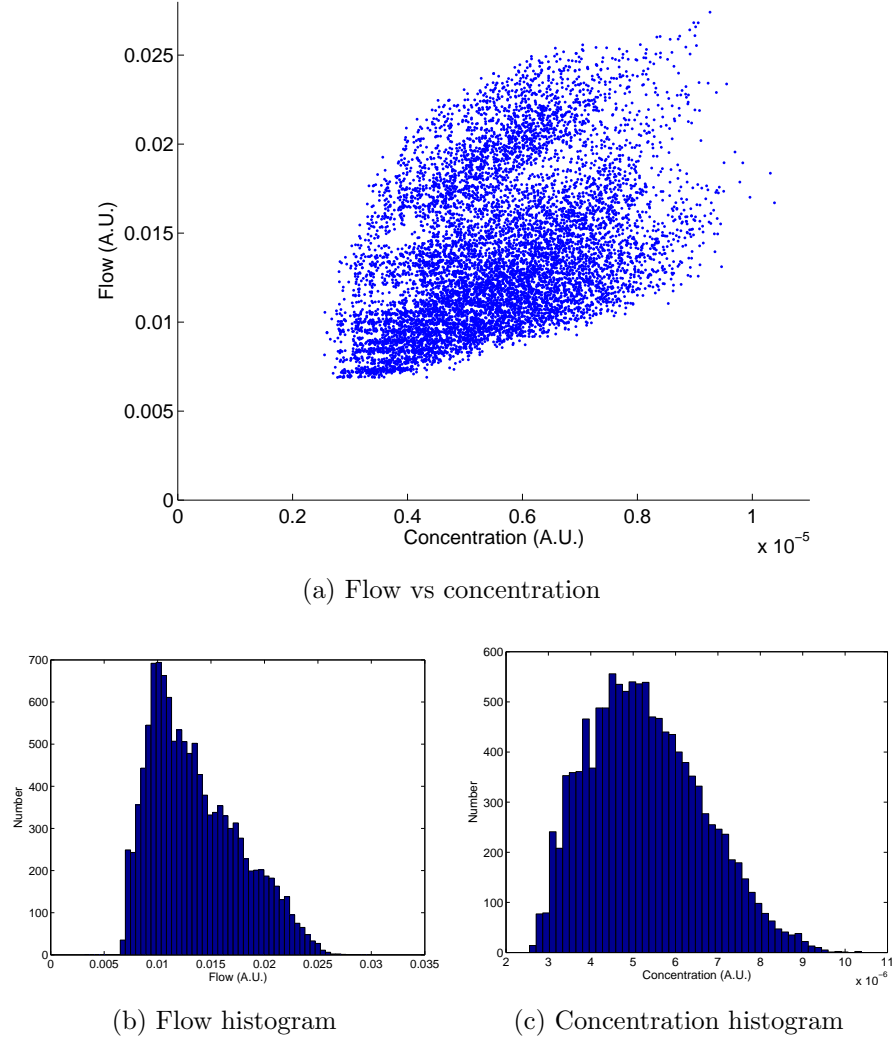 0.025
0.02
0.015
0.01
0.005
0
Flow (A.U.)
0 0.2 0.4 0.6 0.8 1
Concentration (A.U.)
x 10⁻⁵
(a) Flow vs concentration
700
600
500
400
300
200
100
0
Number
0 0.005 0.01 0.015 0.02 0.025 0.03 0.035
Flow (A.U.)
(b) Flow histogram
600
500
400
300
200
100
0
Number
2 3 4 5 6 7 8 9 10 11
Concentration (A.U.)
x 10⁻⁶
(c) Concentration histogram